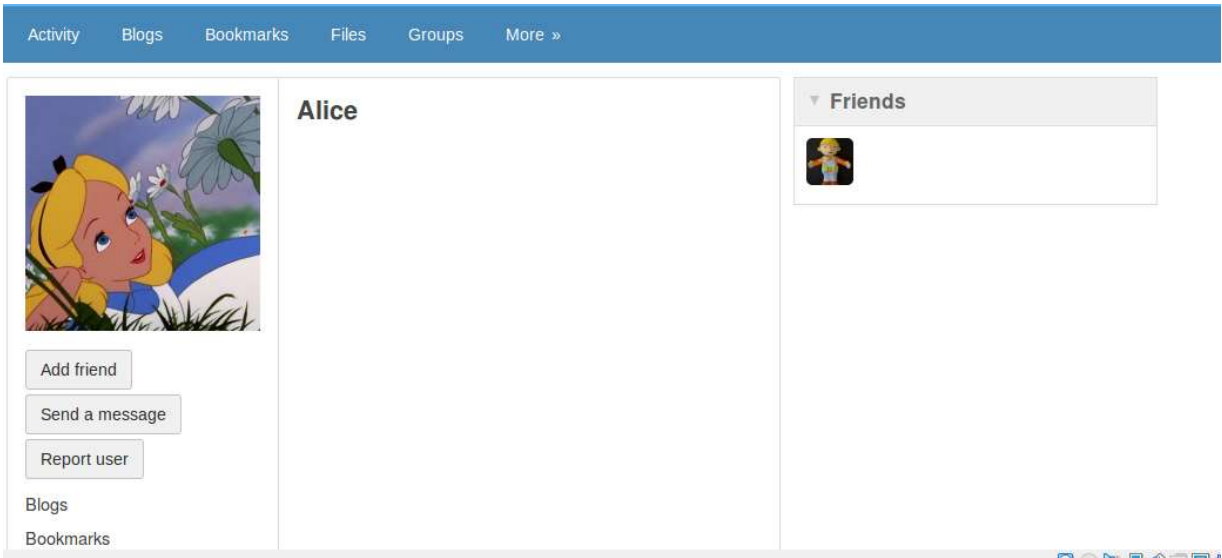 Activity Blogs Bookmarks Files Groups More »
Alice
Add friend
Send a message
Report user
Blogs
Bookmarks
Friends